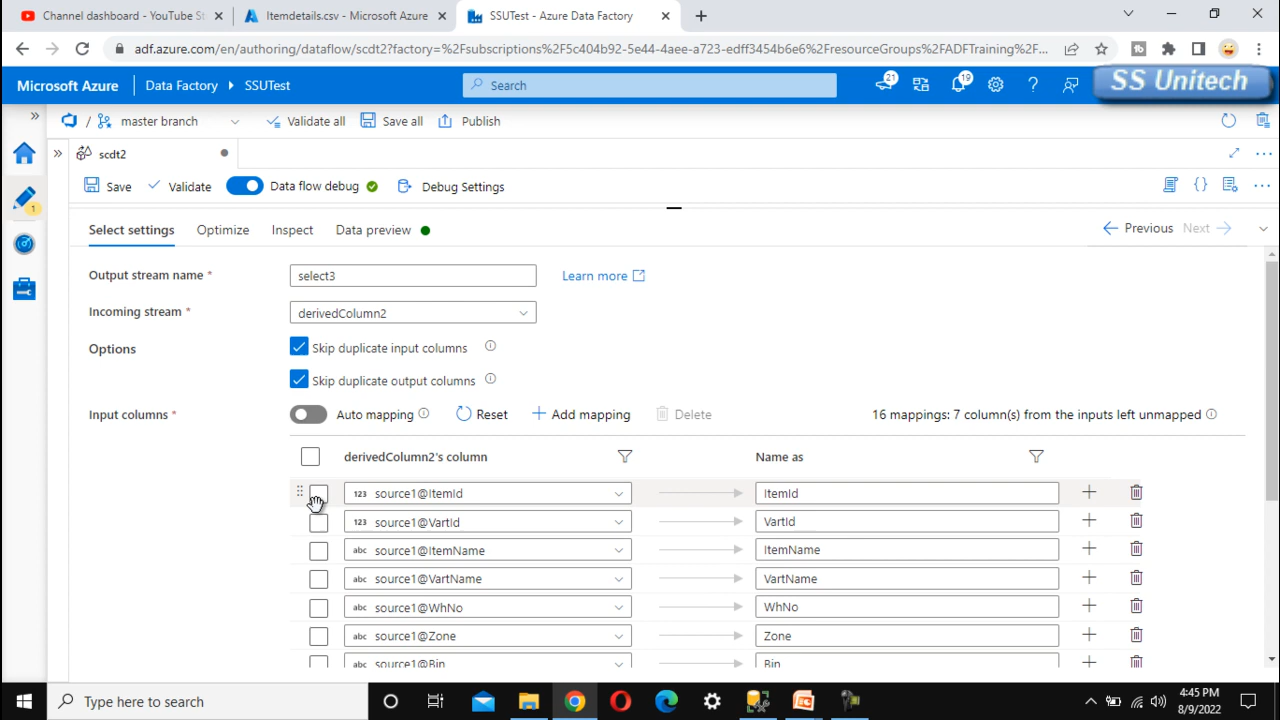 Channel dashboard - YouTube St
Itemdetails.csv - Microsoft Azure
SSUTest - Azure Data Factory
adf.azure.com/en/authoring/dataflow/scdt2?factory=%2Fsubscriptions%2F5c404b92-5e44-4aee-a723-edff3454b6e6%2FresourceGroups%2FADFTraining%2F...
Microsoft Azure
Data Factory
SSUTest
Search
21
19
SS Unitech
/
master branch
Validate all
Save all
Publish
1
scdt2
Save
Validate
Data flow debug
Debug Settings
Select settings
Optimize
Inspect
Data preview
Previous
Next
Output stream name *
select3
Learn more
Incoming stream *
derivedColumn2
Options
Skip duplicate input columns
Skip duplicate output columns
Input columns *
Auto mapping
Reset
Add mapping
Delete
16 mappings: 7 column(s) from the inputs left unmapped
derivedColumn2's column
Name as
123 source1@ItemId
ItemId
123 source1@VartId
VartId
abc source1@ItemName
ItemName
abc source1@VartName
VartName
abc source1@WhNo
WhNo
abc source1@Zone
Zone
abc source1@Bin
Bin
Type here to search
4:45 PM
8/9/2022